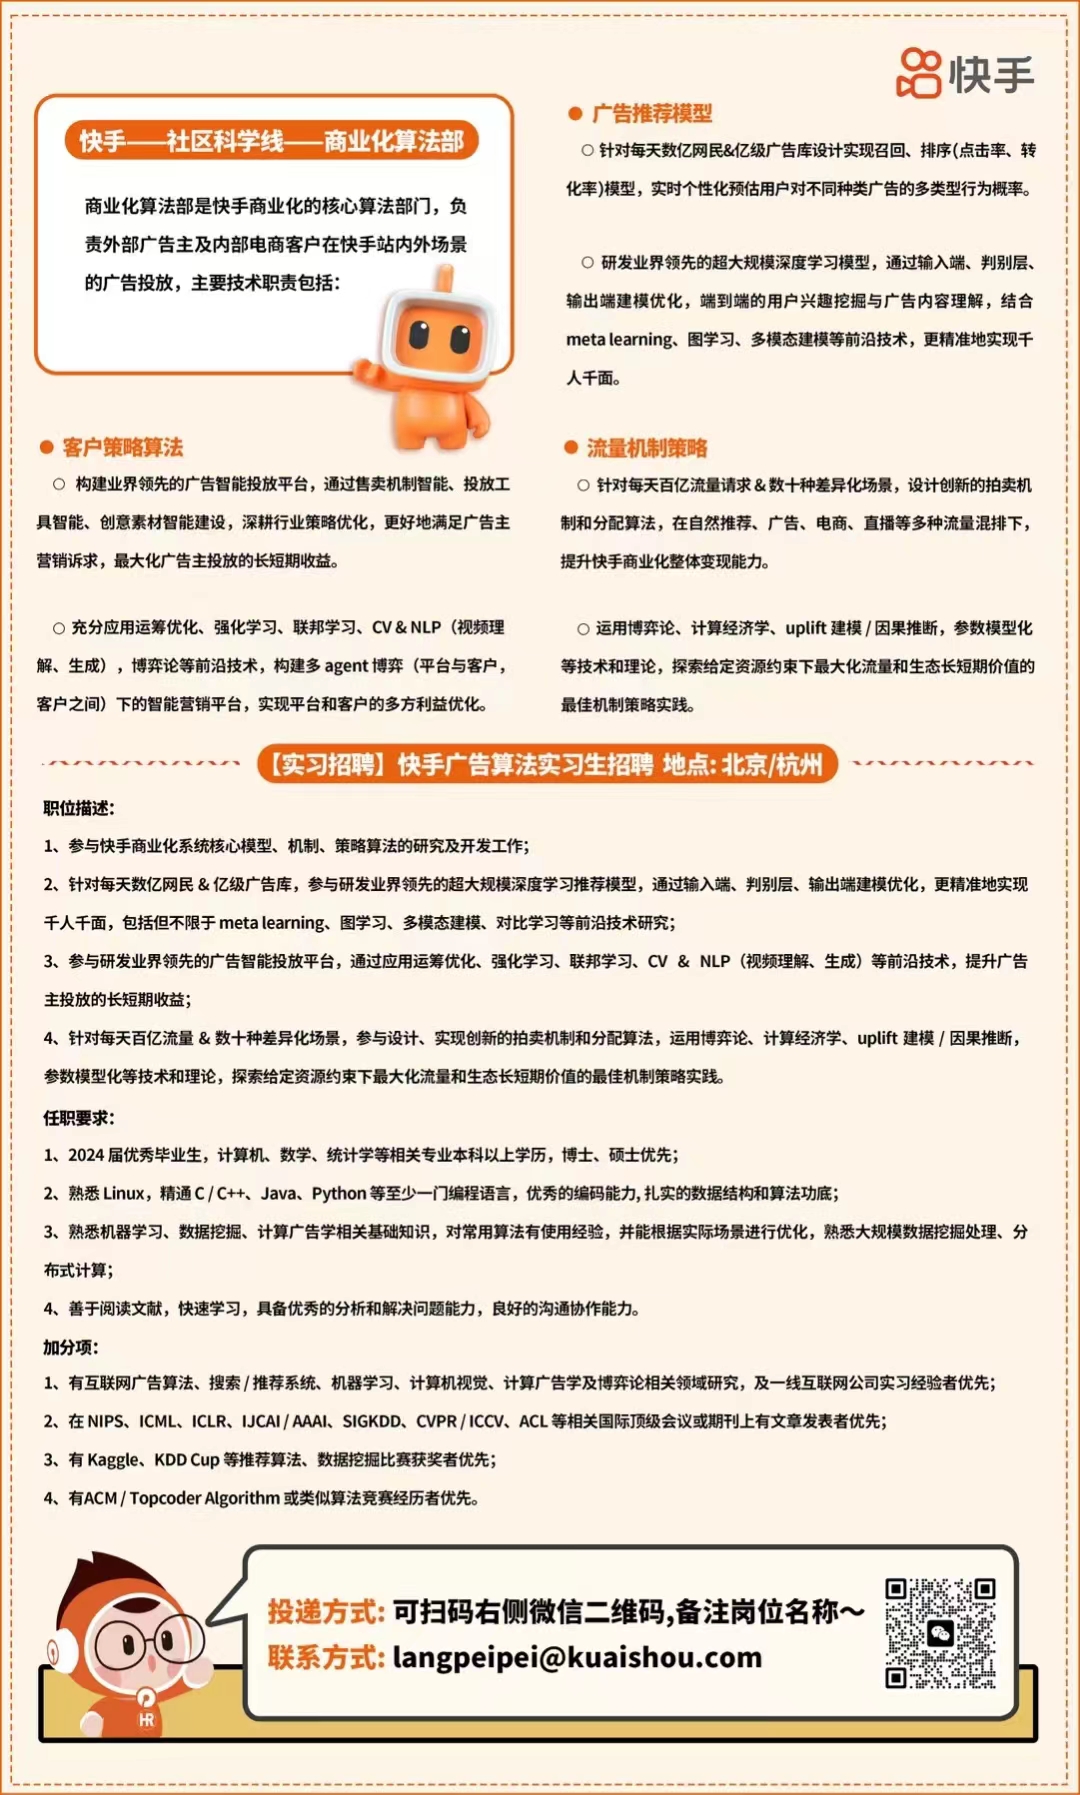 快手
快手——社区科学线——商业化算法部
商业化算法部是快手商业化的核心算法部门，负
责外部广告主及内部电商客户在快手站内外场景
的广告投放，主要技术职责包括：
● 广告推荐模型
○ 针对每天数亿网民&亿级广告库设计实现召回、排序(点击率、转
化率)模型，实时个性化预估用户对不同种类广告的多类型行为概率。
○ 研发业界领先的超大规模深度学习模型，通过输入端、判别层、
输出端建模优化，端到端的用户兴趣挖掘与广告内容理解，结合
meta learning、图学习、多模态建模等前沿技术，更精准地实现千
人千面。
● 客户策略算法
○ 构建业界领先的广告智能投放平台，通过售卖机制智能、投放工
具智能、创意素材智能建设，深耕行业策略优化，更好地满足广告主
营销诉求，最大化广告主投放的长短期收益。
○ 充分应用运筹优化、强化学习、联邦学习、CV & NLP（视频理
解、生成），博弈论等前沿技术，构建多 agent 博弈（平台与客户，
客户之间）下的智能营销平台，实现平台和客户的多方利益优化。
● 流量机制策略
○ 针对每天百亿流量请求 & 数十种差异化场景，设计创新的拍卖机
制和分配算法，在自然推荐、广告、电商、直播等多种流量混排下，
提升快手商业化整体变现能力。
○ 运用博弈论、计算经济学、uplift 建模 / 因果推断，参数模型化
等技术和理论，探索给定资源约束下最大化流量和生态长短期价值的
最佳机制策略实践。
【实习招聘】快手广告算法实习生招聘 地点: 北京/杭州
职位描述：
1、参与快手商业化系统核心模型、机制、策略算法的研究及开发工作；
2、针对每天数亿网民 & 亿级广告库，参与研发业界领先的超大规模深度学习推荐模型，通过输入端、判别层、输出端建模优化，更精准地实现
千人千面，包括但不限于 meta learning、图学习、多模态建模、对比学习等前沿技术研究；
3、参与研发业界领先的广告智能投放平台，通过应用运筹优化、强化学习、联邦学习、CV & NLP（视频理解、生成）等前沿技术，提升广告
主投放的长短期收益；
4、针对每天百亿流量 & 数十种差异化场景，参与设计、实现创新的拍卖机制和分配算法，运用博弈论、计算经济学、uplift 建模 / 因果推断，
参数模型化等技术和理论，探索给定资源约束下最大化流量和生态长短期价值的最佳机制策略实践。
任职要求：
1、2024 届优秀毕业生，计算机、数学、统计学等相关专业本科以上学历，博士、硕士优先；
2、熟悉 Linux，精通 C / C++、Java、Python 等至少一门编程语言，优秀的编码能力, 扎实的数据结构和算法功底；
3、熟悉机器学习、数据挖掘、计算广告学相关基础知识，对常用算法有使用经验，并能根据实际场景进行优化，熟悉大规模数据挖掘处理、分
布式计算；
4、善于阅读文献，快速学习，具备优秀的分析和解决问题能力，良好的沟通协作能力。
加分项：
1、有互联网广告算法、搜索 / 推荐系统、机器学习、计算机视觉、计算广告学及博弈论相关领域研究，及一线互联网公司实习经验者优先；
2、在 NIPS、ICML、ICLR、IJCAI / AAAI、SIGKDD、CVPR / ICCV、ACL 等相关国际顶级会议或期刊上有文章发表者优先；
3、有 Kaggle、KDD Cup 等推荐算法、数据挖掘比赛获奖者优先；
4、有ACM / Topcoder Algorithm 或类似算法竞赛经历者优先。
投递方式: 可扫码右侧微信二维码,备注岗位名称～
联系方式: langpeipei@kuaishou.com
HR